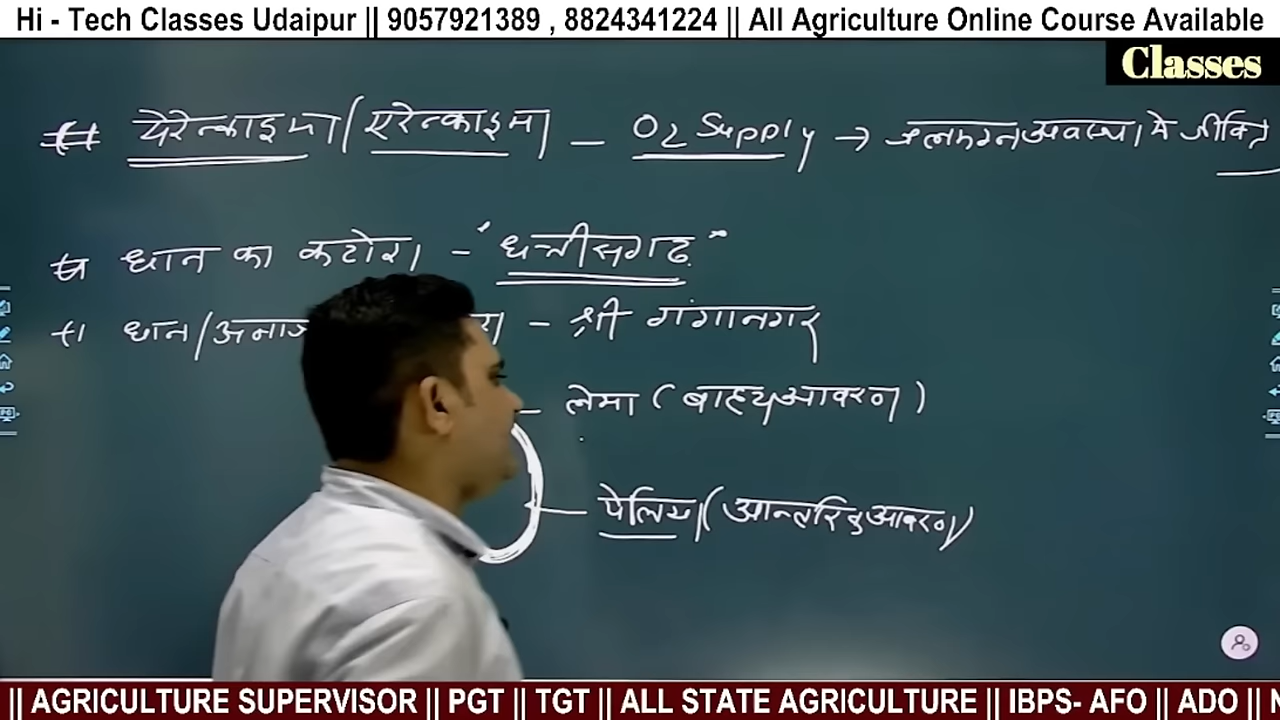 Hi - Tech Classes Udaipur || 9057921389 , 8824341224 || All Agriculture Online Course Available
Classes
# येरेन्काइमा / एरेन्काइमा - O2 Supply → जलमग्न अवस्था मे जीवित
# धान का कटोरा - "छत्तीसगढ"
# धान/अनाज - श्री गंगानगर
- लेमा (बाह्य आवरण)
- पेलिया (आन्तरिक आवरण)
|| AGRICULTURE SUPERVISOR || PGT || TGT || ALL STATE AGRICULTURE || IBPS- AFO || ADO ||